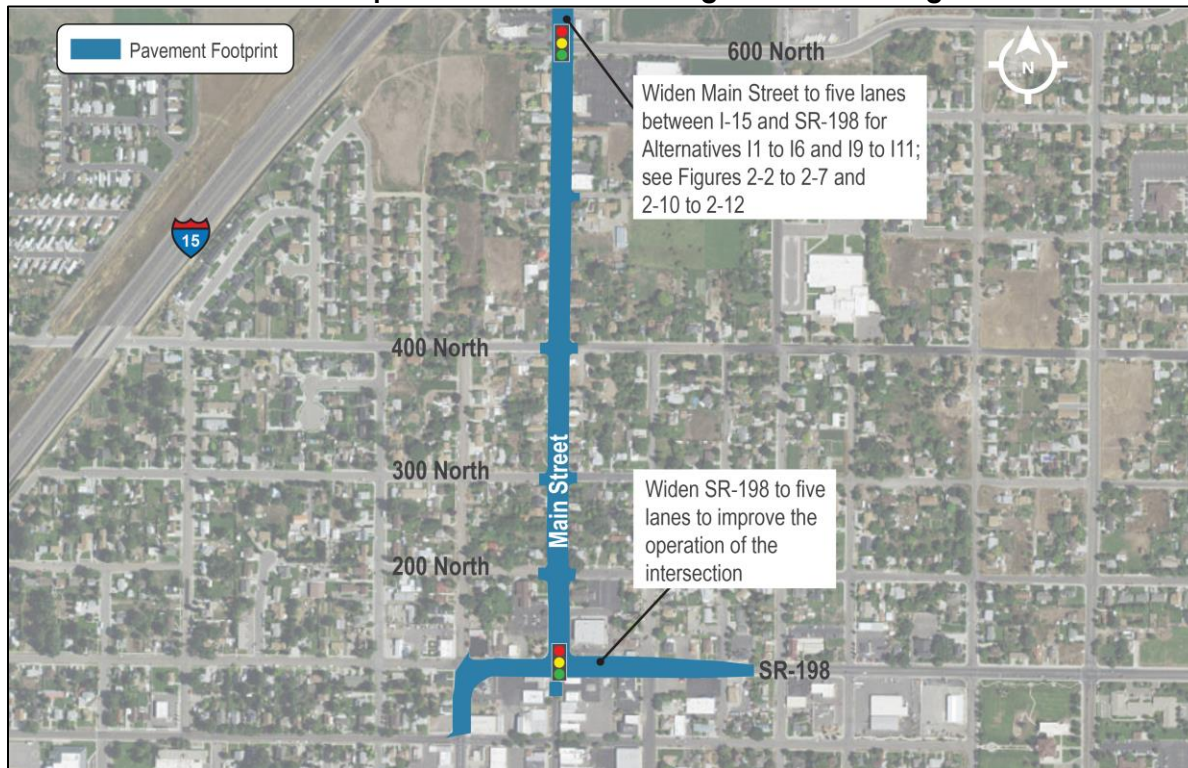 Pavement Footprint
600 North
N
Widen Main Street to five lanes
between I-15 and SR-198 for
Alternatives I1 to I6 and I9 to I11;
see Figures 2-2 to 2-7 and
2-10 to 2-12
15
400 North
Main Street
300 North
Widen SR-198 to five
lanes to improve the
operation of the
intersection
200 North
SR-198